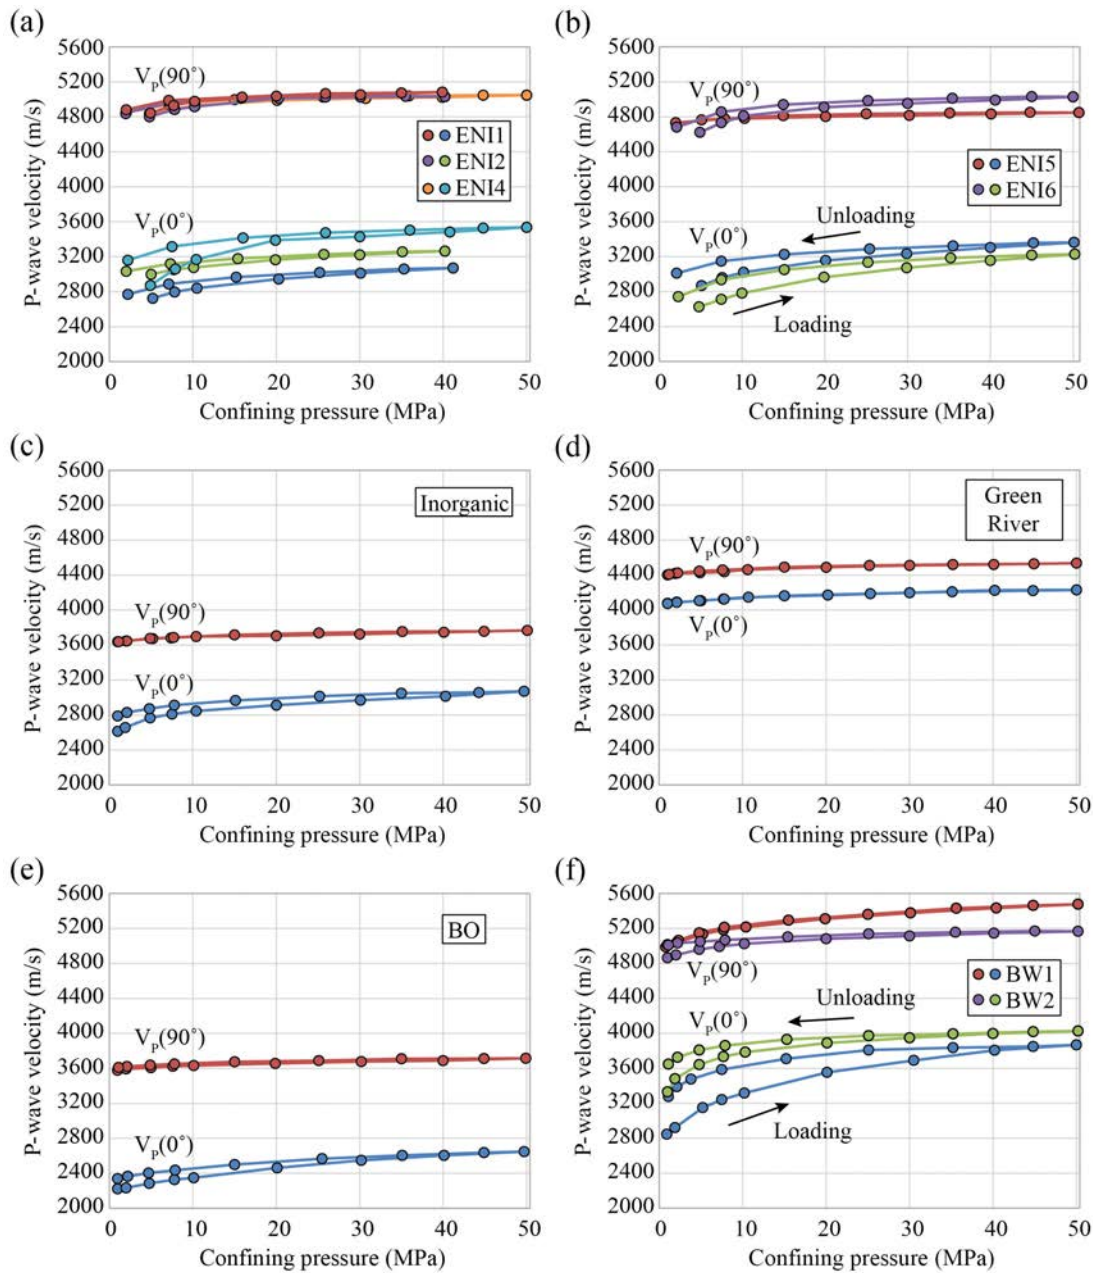 (a)
5600
5200
4800
4400
4000
3600
3200
2800
2400
2000
P-wave velocity (m/s)
VP(90°)
ENI1
ENI2
ENI4
VP(0°)
0 10 20 30 40 50
Confining pressure (MPa)
(b)
5600
5200
4800
4400
4000
3600
3200
2800
2400
2000
P-wave velocity (m/s)
VP(90°)
ENI5
ENI6
Unloading
VP(0°)
Loading
0 10 20 30 40 50
Confining pressure (MPa)
(c)
5600
5200
4800
4400
4000
3600
3200
2800
2400
2000
P-wave velocity (m/s)
Inorganic
VP(90°)
VP(0°)
0 10 20 30 40 50
Confining pressure (MPa)
(d)
5600
5200
4800
4400
4000
3600
3200
2800
2400
2000
P-wave velocity (m/s)
Green
River
VP(90°)
VP(0°)
0 10 20 30 40 50
Confining pressure (MPa)
(e)
5600
5200
4800
4400
4000
3600
3200
2800
2400
2000
P-wave velocity (m/s)
BO
VP(90°)
VP(0°)
0 10 20 30 40 50
Confining pressure (MPa)
(f)
5600
5200
4800
4400
4000
3600
3200
2800
2400
2000
P-wave velocity (m/s)
VP(90°)
BW1
BW2
Unloading
VP(0°)
Loading
0 10 20 30 40 50
Confining pressure (MPa)